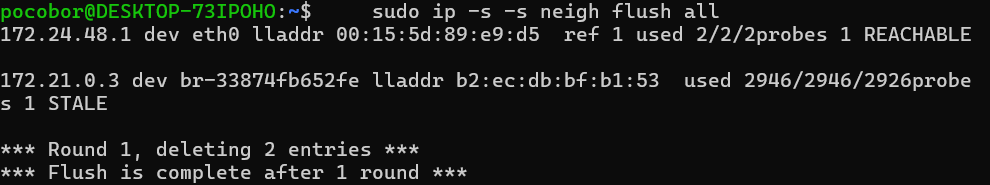 pocobor@DESKTOP-73IPOHO:~$     sudo ip -s -s neigh flush all
172.24.48.1 dev eth0 lladdr 00:15:5d:89:e9:d5  ref 1 used 2/2/2probes 1 REACHABLE
172.21.0.3 dev br-33874fb652fe lladdr b2:ec:db:bf:b1:53  used 2946/2946/2926probe
s 1 STALE
*** Round 1, deleting 2 entries ***
*** Flush is complete after 1 round ***